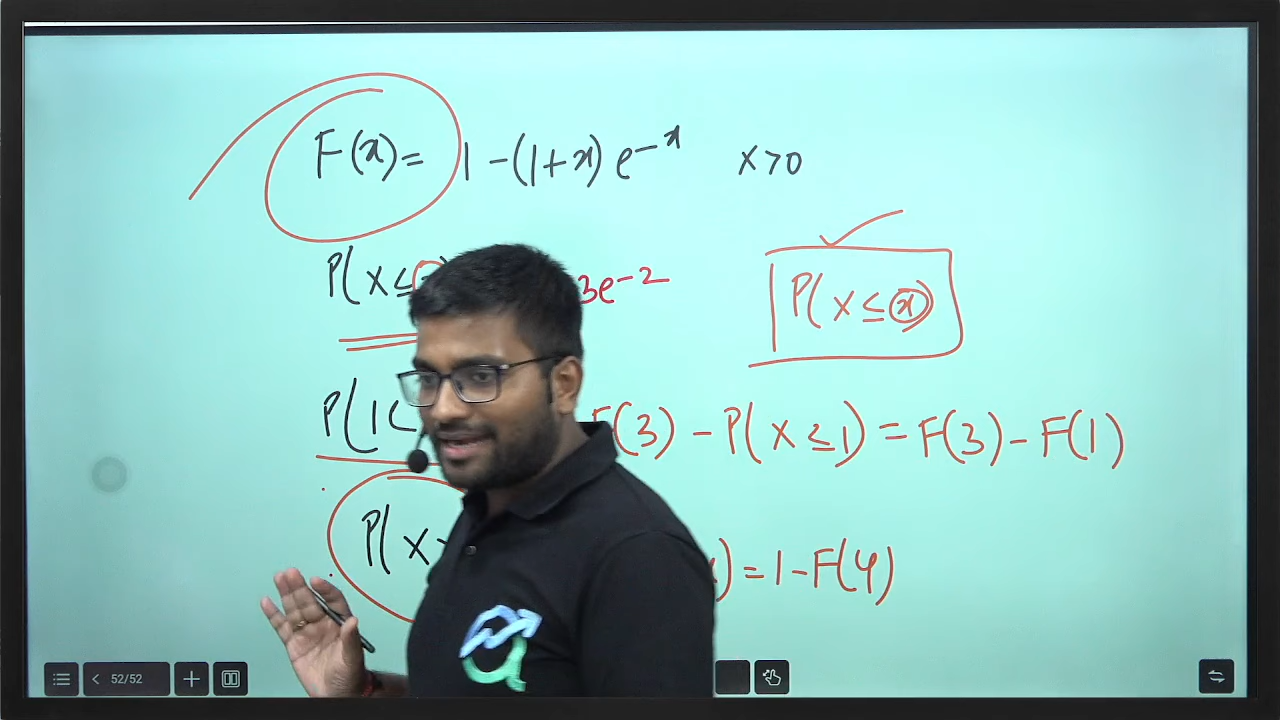 F(x) = 1 - (1+x) e^{-x} x>0
P(X ≤ 3e^{-2}
P(X ≤ x)
P(1< F(3) - P(X ≤ 1) = F(3) - F(1)
P(X> ) = 1 - F(4)
52/52